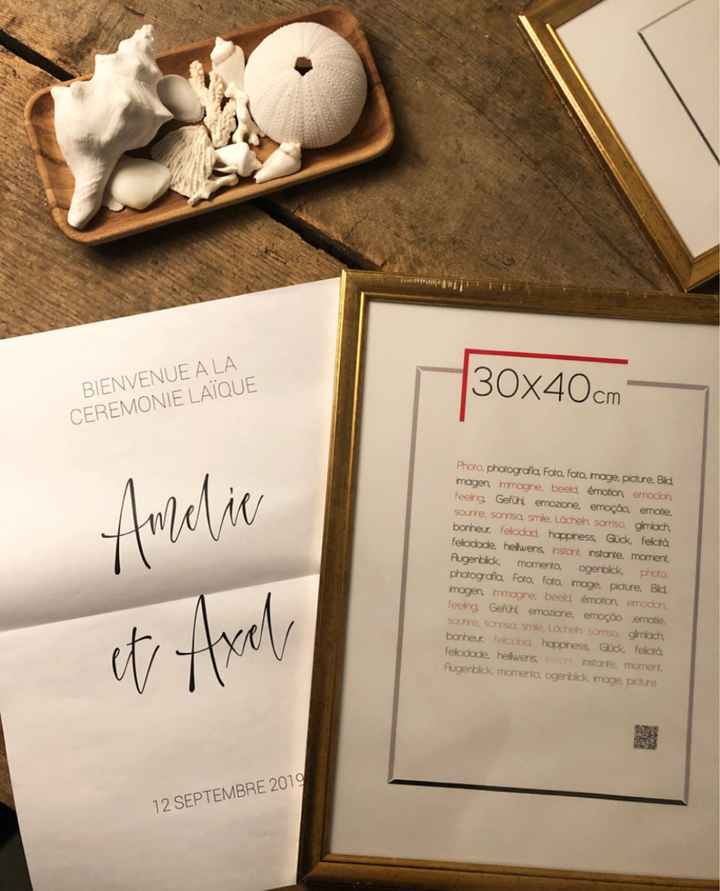 BIENVENUE A LA
CEREMONIE LAÏQUE
Amelie
et Axel
12 SEPTEMBRE 2019
30x40cm
Photo, photografia, Foto, foto, image, picture, Bild,
imagen, immagine, beeld, émotion, emocion,
feeling, Gefühl, emozione, emoção, emotie,
sourire, sonrisa, smile, Lächeln, sorriso, glimlach,
bonheur, felicidad, happiness, Glück, felicità,
felicidade, heilwens, instant, instante, moment,
Augenblick, momento, ogenblick, photo,
photografia, Foto, foto, image, picture, Bild,
imagen, immagine, beeld, émotion, emocion,
feeling, Gefühl, emozione, emoção ,emotie,
sourire, sonrisa, smile, Lächeln, sorriso, glimlach,
bonheur, felicidad, happiness, Glück, felicità,
felicidade, heilwens, instant, instante, moment,
Augenblick, momento, ogenblick, image, picture